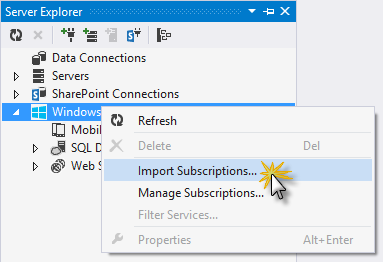 Server Explorer
Data Connections
Servers
SharePoint Connections
Windows
Refresh
Mobil
Delete Del
SQL D
Import Subscriptions...
Web S
Manage Subscriptions...
Filter Services...
Properties Alt+Enter